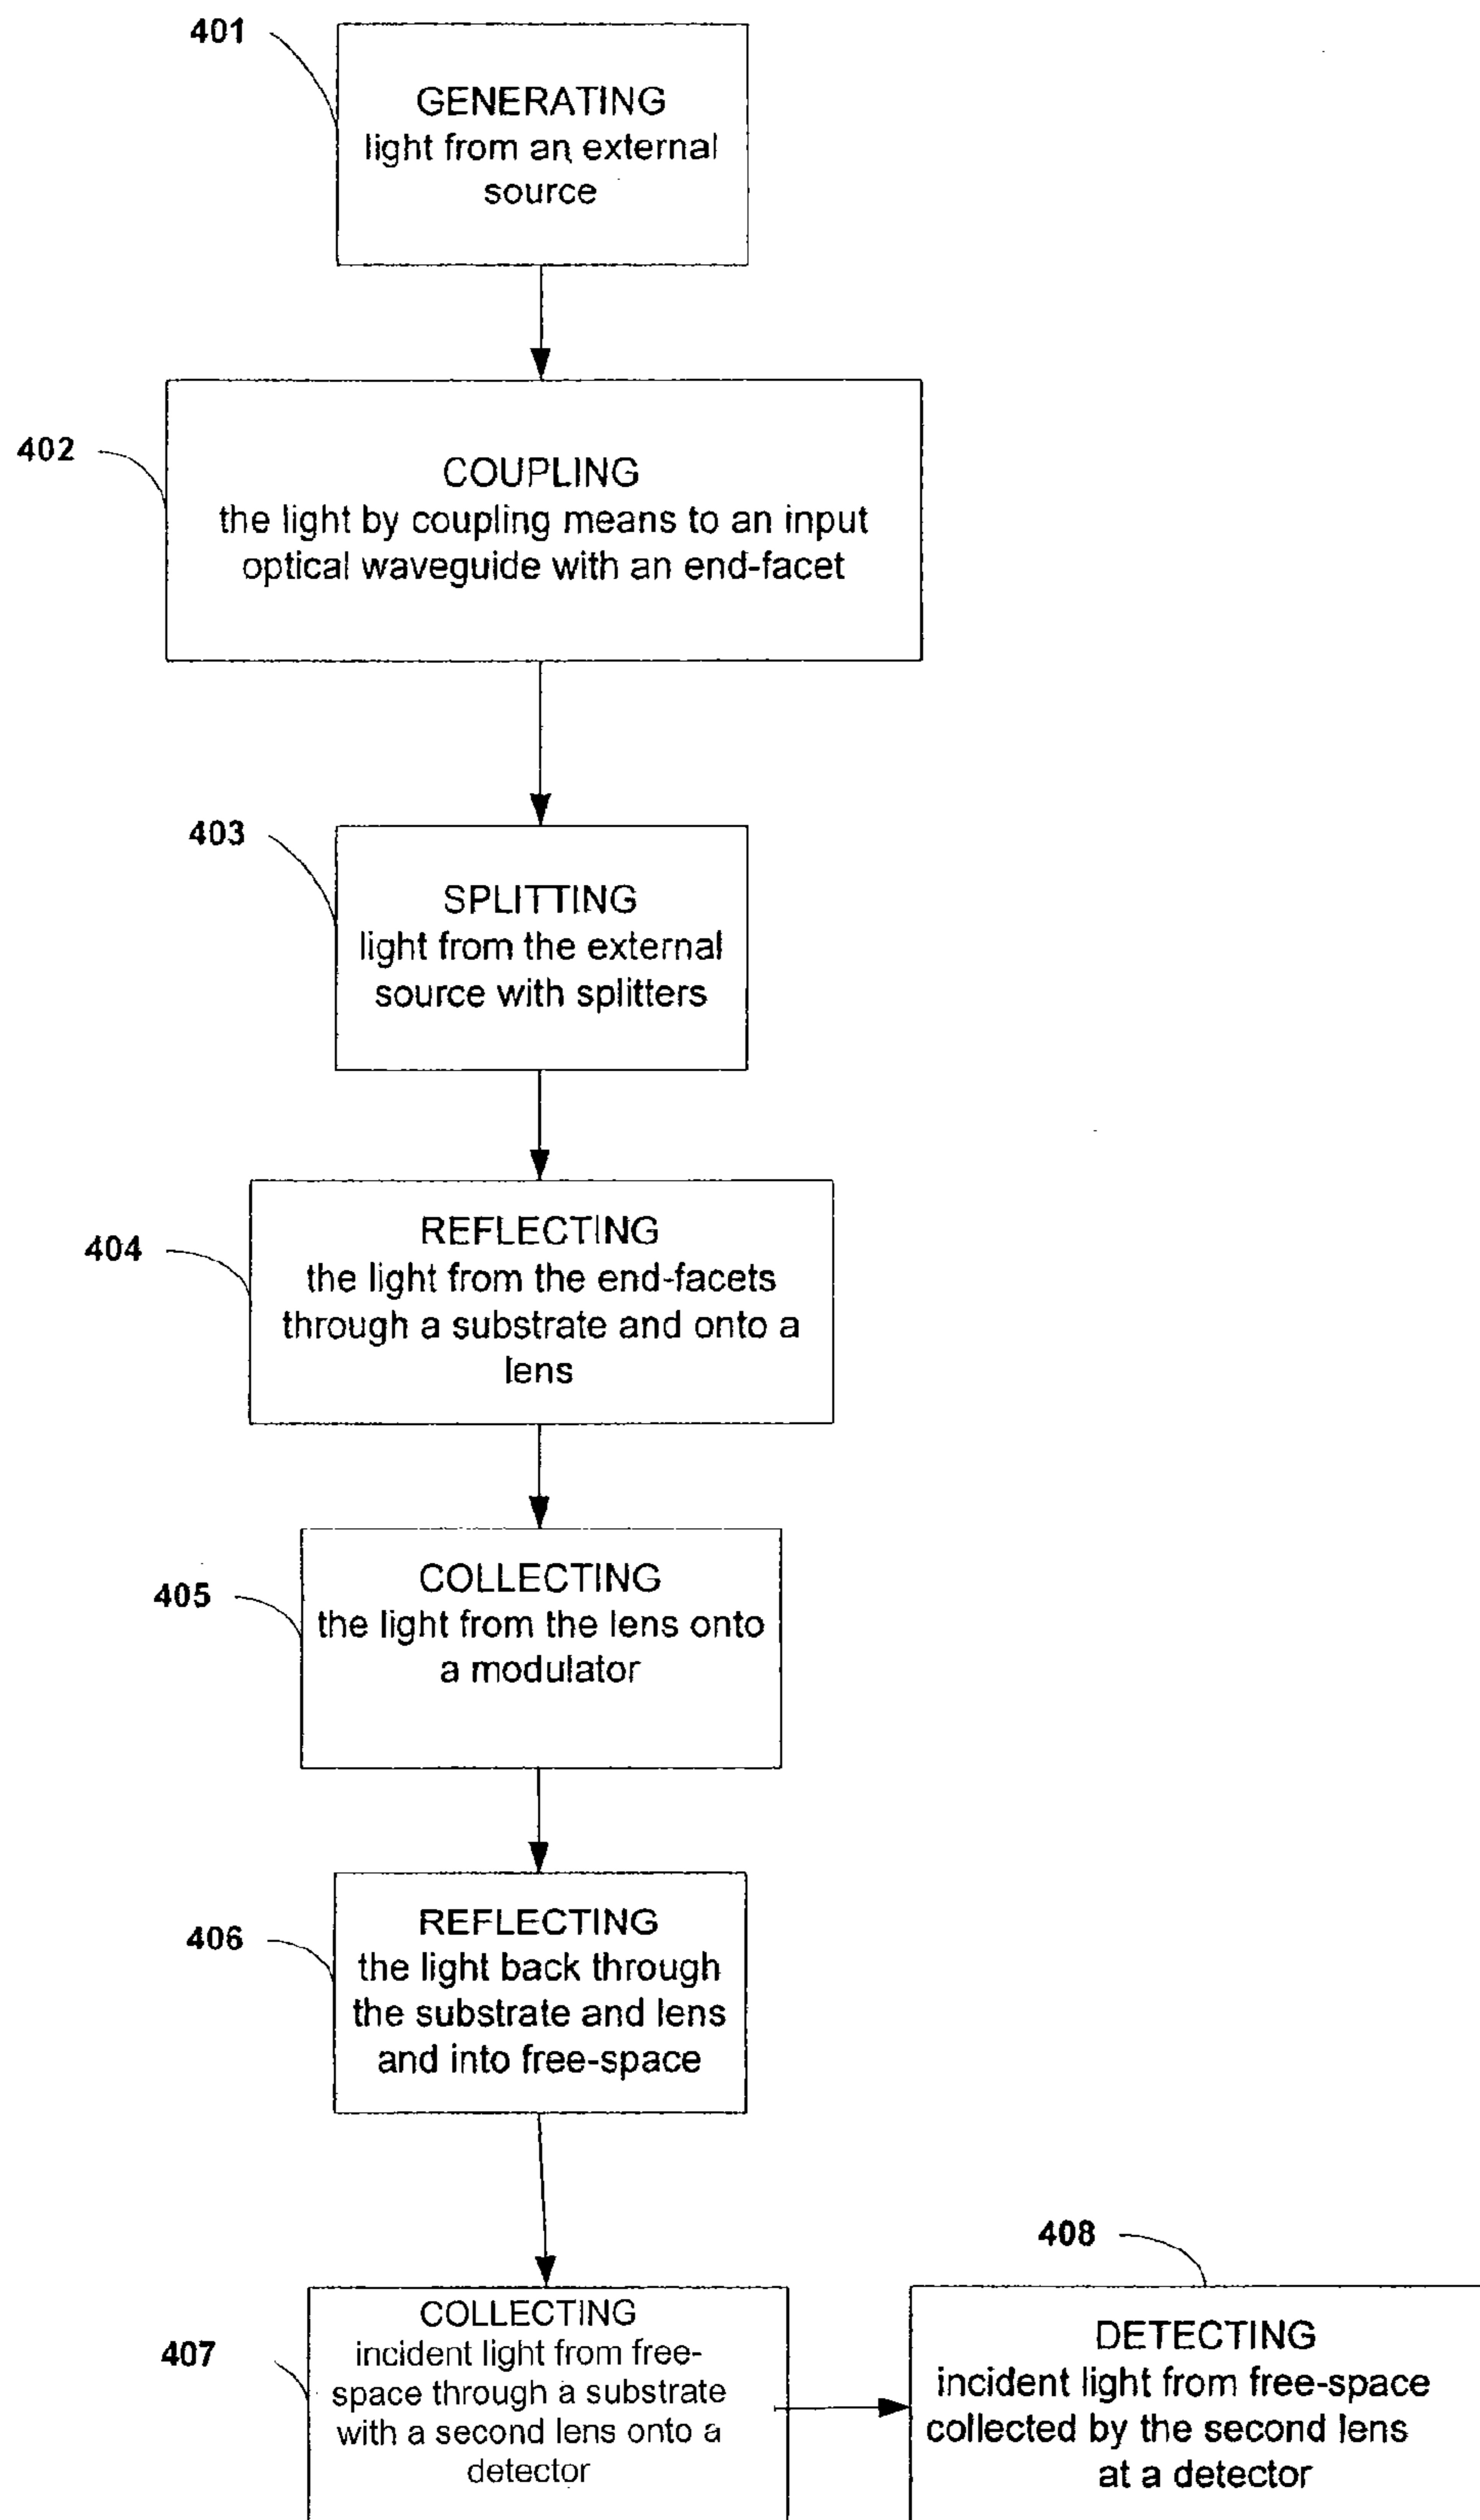 401
GENERATING
light from an external
source
402
COUPLING
the light by coupling means to an input
optical waveguide with an end-facet
403
SPLITTING
light from the external
source with splitters
404
REFLECTING
the light from the end-facets
through a substrate and onto a
lens
405
COLLECTING
the light from the lens onto
a modulator
406
REFLECTING
the light back through
the substrate and lens
and into free-space
407
COLLECTING
incident light from free-
space through a substrate
with a second lens onto a
detector
408
DETECTING
incident light from free-space
collected by the second lens
at a detector